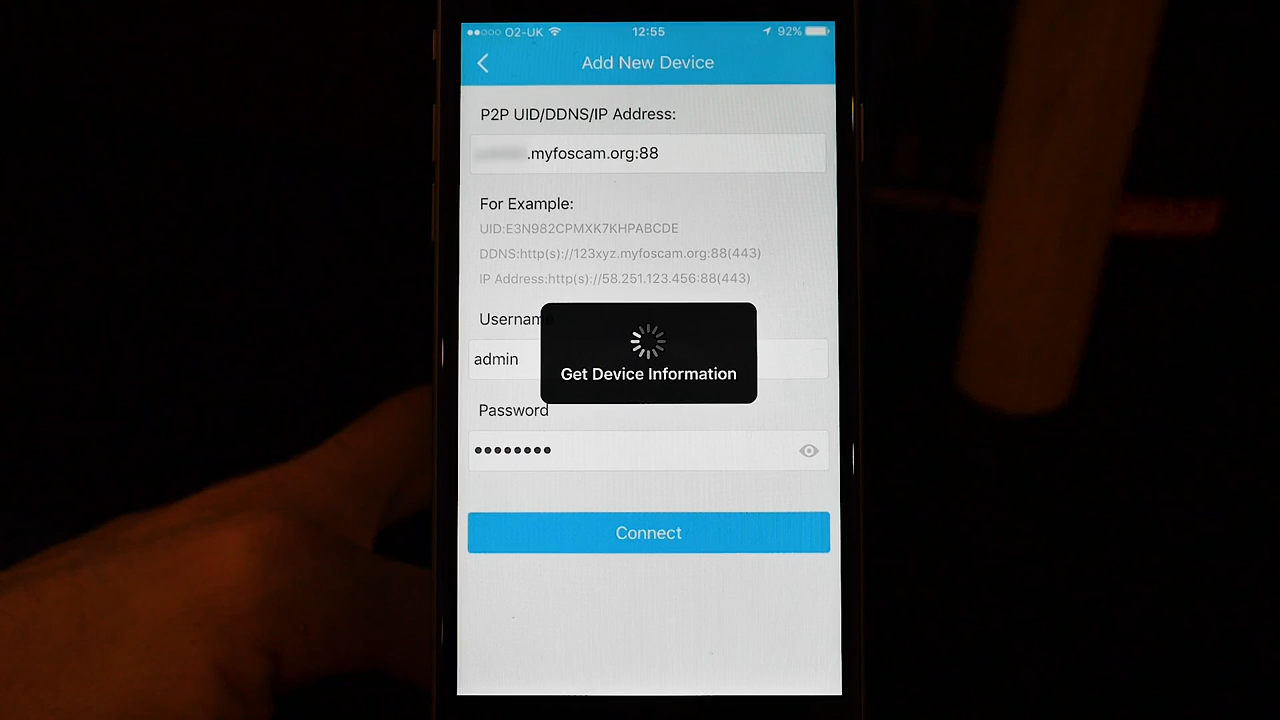 O2-UK 12:55 92%
Add New Device
P2P UID/DDNS/IP Address:
.myfoscam.org:88
For Example:
UID:E3N982CPMXK7KHPABCDE
DDNS:http(s)://123xyz.myfoscam.org:88(443)
IP Address:http(s)://58.251.123.456:88(443)
Username
admin
Get Device Information
Password
Connect